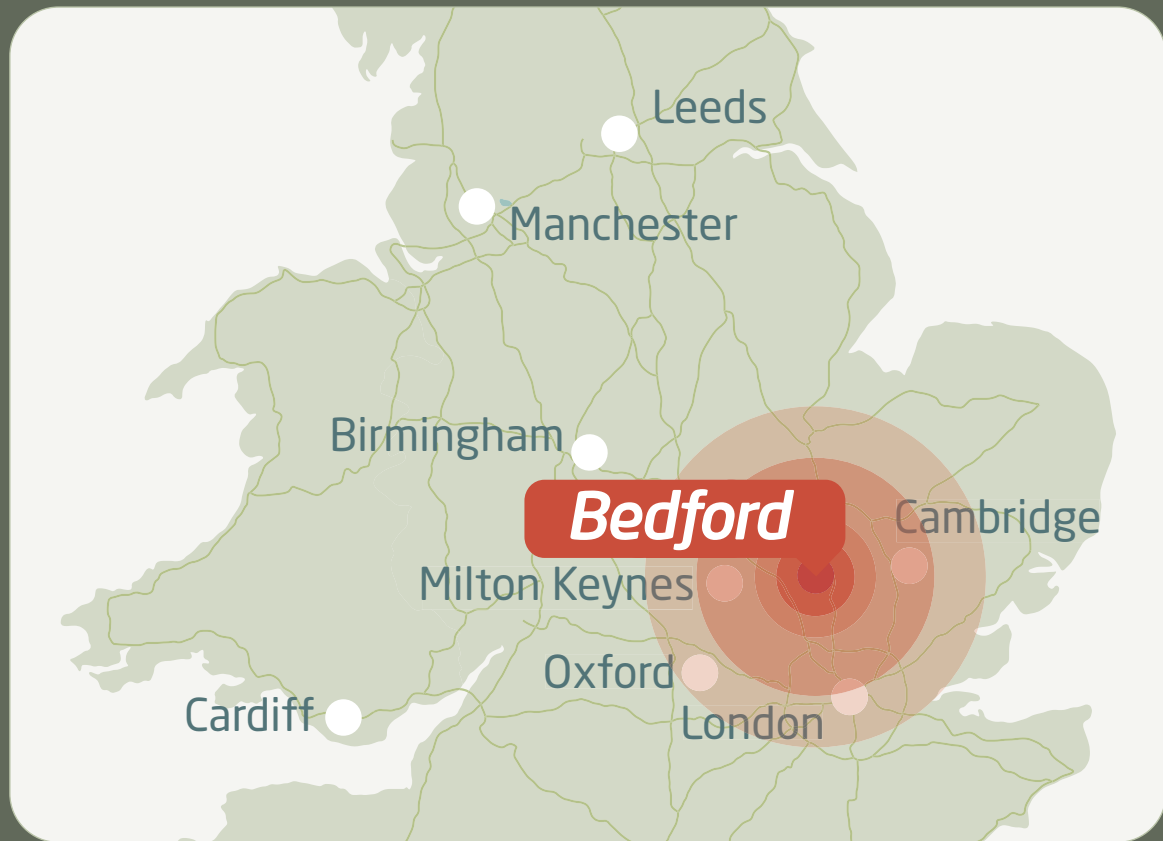 Leeds
Manchester
Birmingham
Bedford
Cambridge
Milton Keynes
Oxford
Cardiff
London